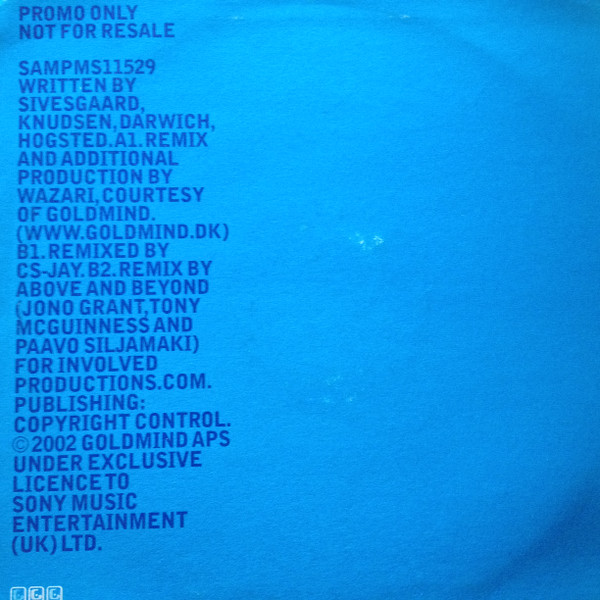 PROMO ONLY
NOT FOR RESALE
SAMPMS11529
WRITTEN BY
SIVESGAARD,
KNUDSEN, DARWICH,
HOGSTED. A1. REMIX
AND ADDITIONAL
PRODUCTION BY
WAZARI, COURTESY
OF GOLDMIND.
(WWW.GOLDMIND.DK)
B1. REMIXED BY
CS-JAY. B2. REMIX BY
ABOVE AND BEYOND
(JONO GRANT, TONY
MCGUINNESS AND
PAAVO SILJAMAKI)
FOR INVOLVED
PRODUCTIONS.COM.
PUBLISHING:
COPYRIGHT CONTROL.
©2002 GOLDMIND APS
UNDER EXCLUSIVE
LICENCE TO
SONY MUSIC
ENTERTAINMENT
(UK) LTD.